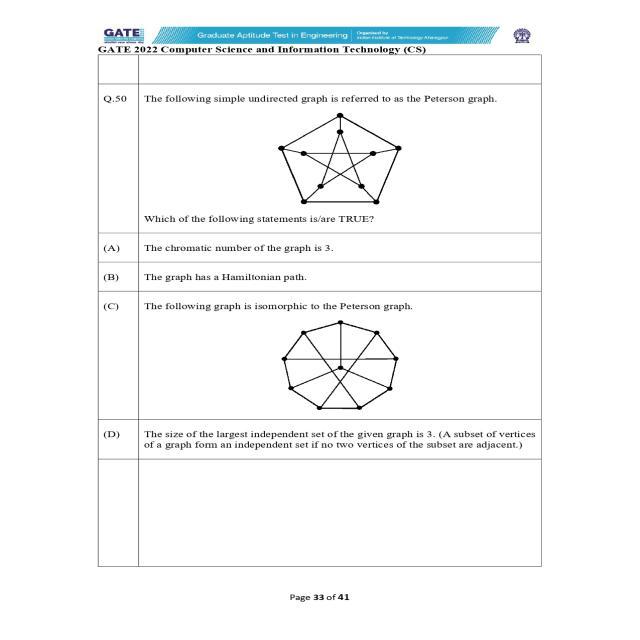 GATE
Graduate Aptitude Test in Engineering
Organised by
Indian Institute of Technology Kharagpur
GATE 2022 Computer Science and Information Technology (CS)
Q.50 The following simple undirected graph is referred to as the Peterson graph.
Which of the following statements is/are TRUE?
(A) The chromatic number of the graph is 3.
(B) The graph has a Hamiltonian path.
(C) The following graph is isomorphic to the Peterson graph.
(D) The size of the largest independent set of the given graph is 3. (A subset of vertices
of a graph form an independent set if no two vertices of the subset are adjacent.)
Page 33 of 41